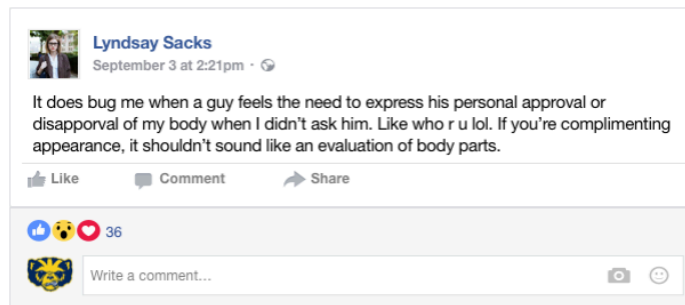 Lyndsay Sacks
September 3 at 2:21pm ·
It does bug me when a guy feels the need to express his personal approval or
disapporval of my body when I didn't ask him. Like who r u lol. If you're complimenting
appearance, it shouldn't sound like an evaluation of body parts.
Like Comment Share
36
Write a comment...